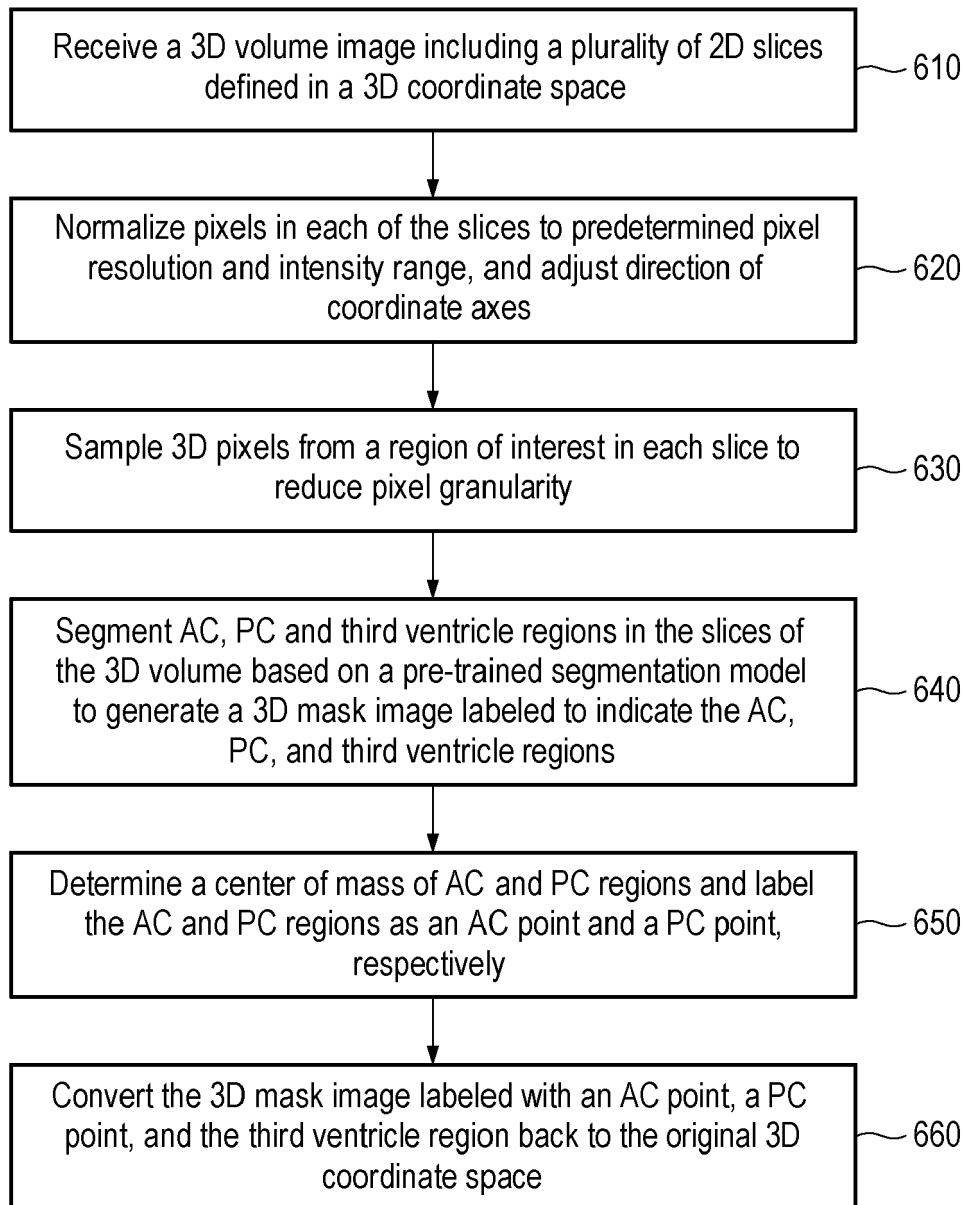 Receive a 3D volume image including a plurality of 2D slices
defined in a 3D coordinate space
610
Normalize pixels in each of the slices to predetermined pixel
resolution and intensity range, and adjust direction of
coordinate axes
620
Sample 3D pixels from a region of interest in each slice to
reduce pixel granularity
630
Segment AC, PC and third ventricle regions in the slices of
the 3D volume based on a pre-trained segmentation model
to generate a 3D mask image labeled to indicate the AC,
PC, and third ventricle regions
640
Determine a center of mass of AC and PC regions and label
the AC and PC regions as an AC point and a PC point,
respectively
650
Convert the 3D mask image labeled with an AC point, a PC
point, and the third ventricle region back to the original 3D
coordinate space
660